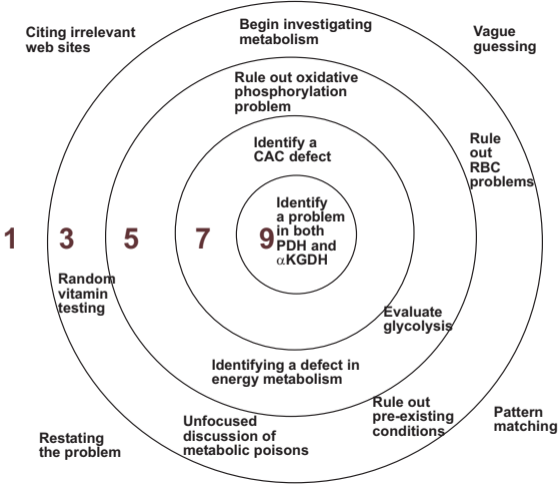 Citing irrelevant
web sites
Begin investigating
metabolism
Vague
guessing
Rule out oxidative
phosphorylation
problem
Identify a
CAC defect
Rule
out
RBC
problems
Identify
a problem
in both
PDH and
αKGDH
1
3
5
7
9
Random
vitamin
testing
Evaluate
glycolysis
Identifying a defect in
energy metabolism
Rule out
pre-existing
conditions
Pattern
matching
Unfocused
discussion of
metabolic poisons
Restating
the problem